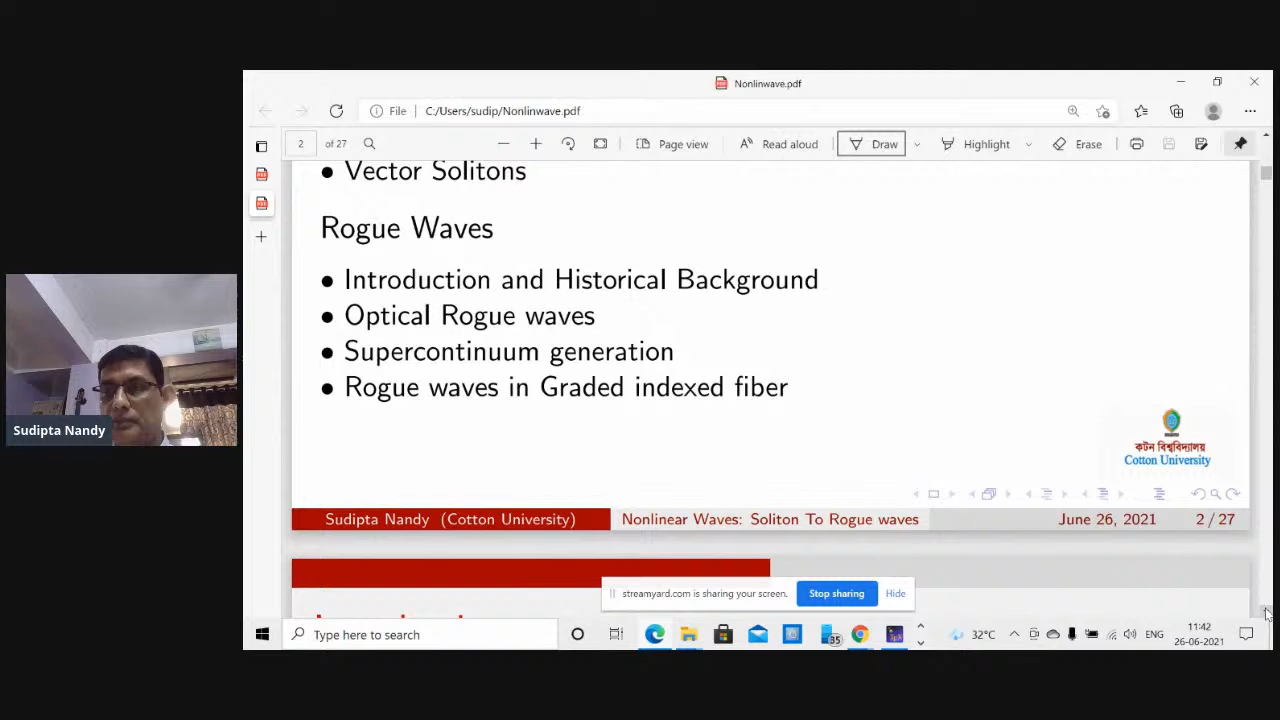 Nonlinwave.pdf
File
C:/Users/sudip/Nonlinwave.pdf
2 of 27 Page view Read aloud Draw Highlight Erase
• Vector Solitons
Rogue Waves
• Introduction and Historical Background
• Optical Rogue waves
• Supercontinuum generation
• Rogue waves in Graded indexed fiber
কটন বিশ্ববিদ্যালয়
Cotton University
Sudipta Nandy
Sudipta Nandy (Cotton University) Nonlinear Waves: Soliton To Rogue waves June 26, 2021 2 / 27
streamyard.com is sharing your screen. Stop sharing Hide
Type here to search
35
32°C
ENG
11:42
26-06-2021